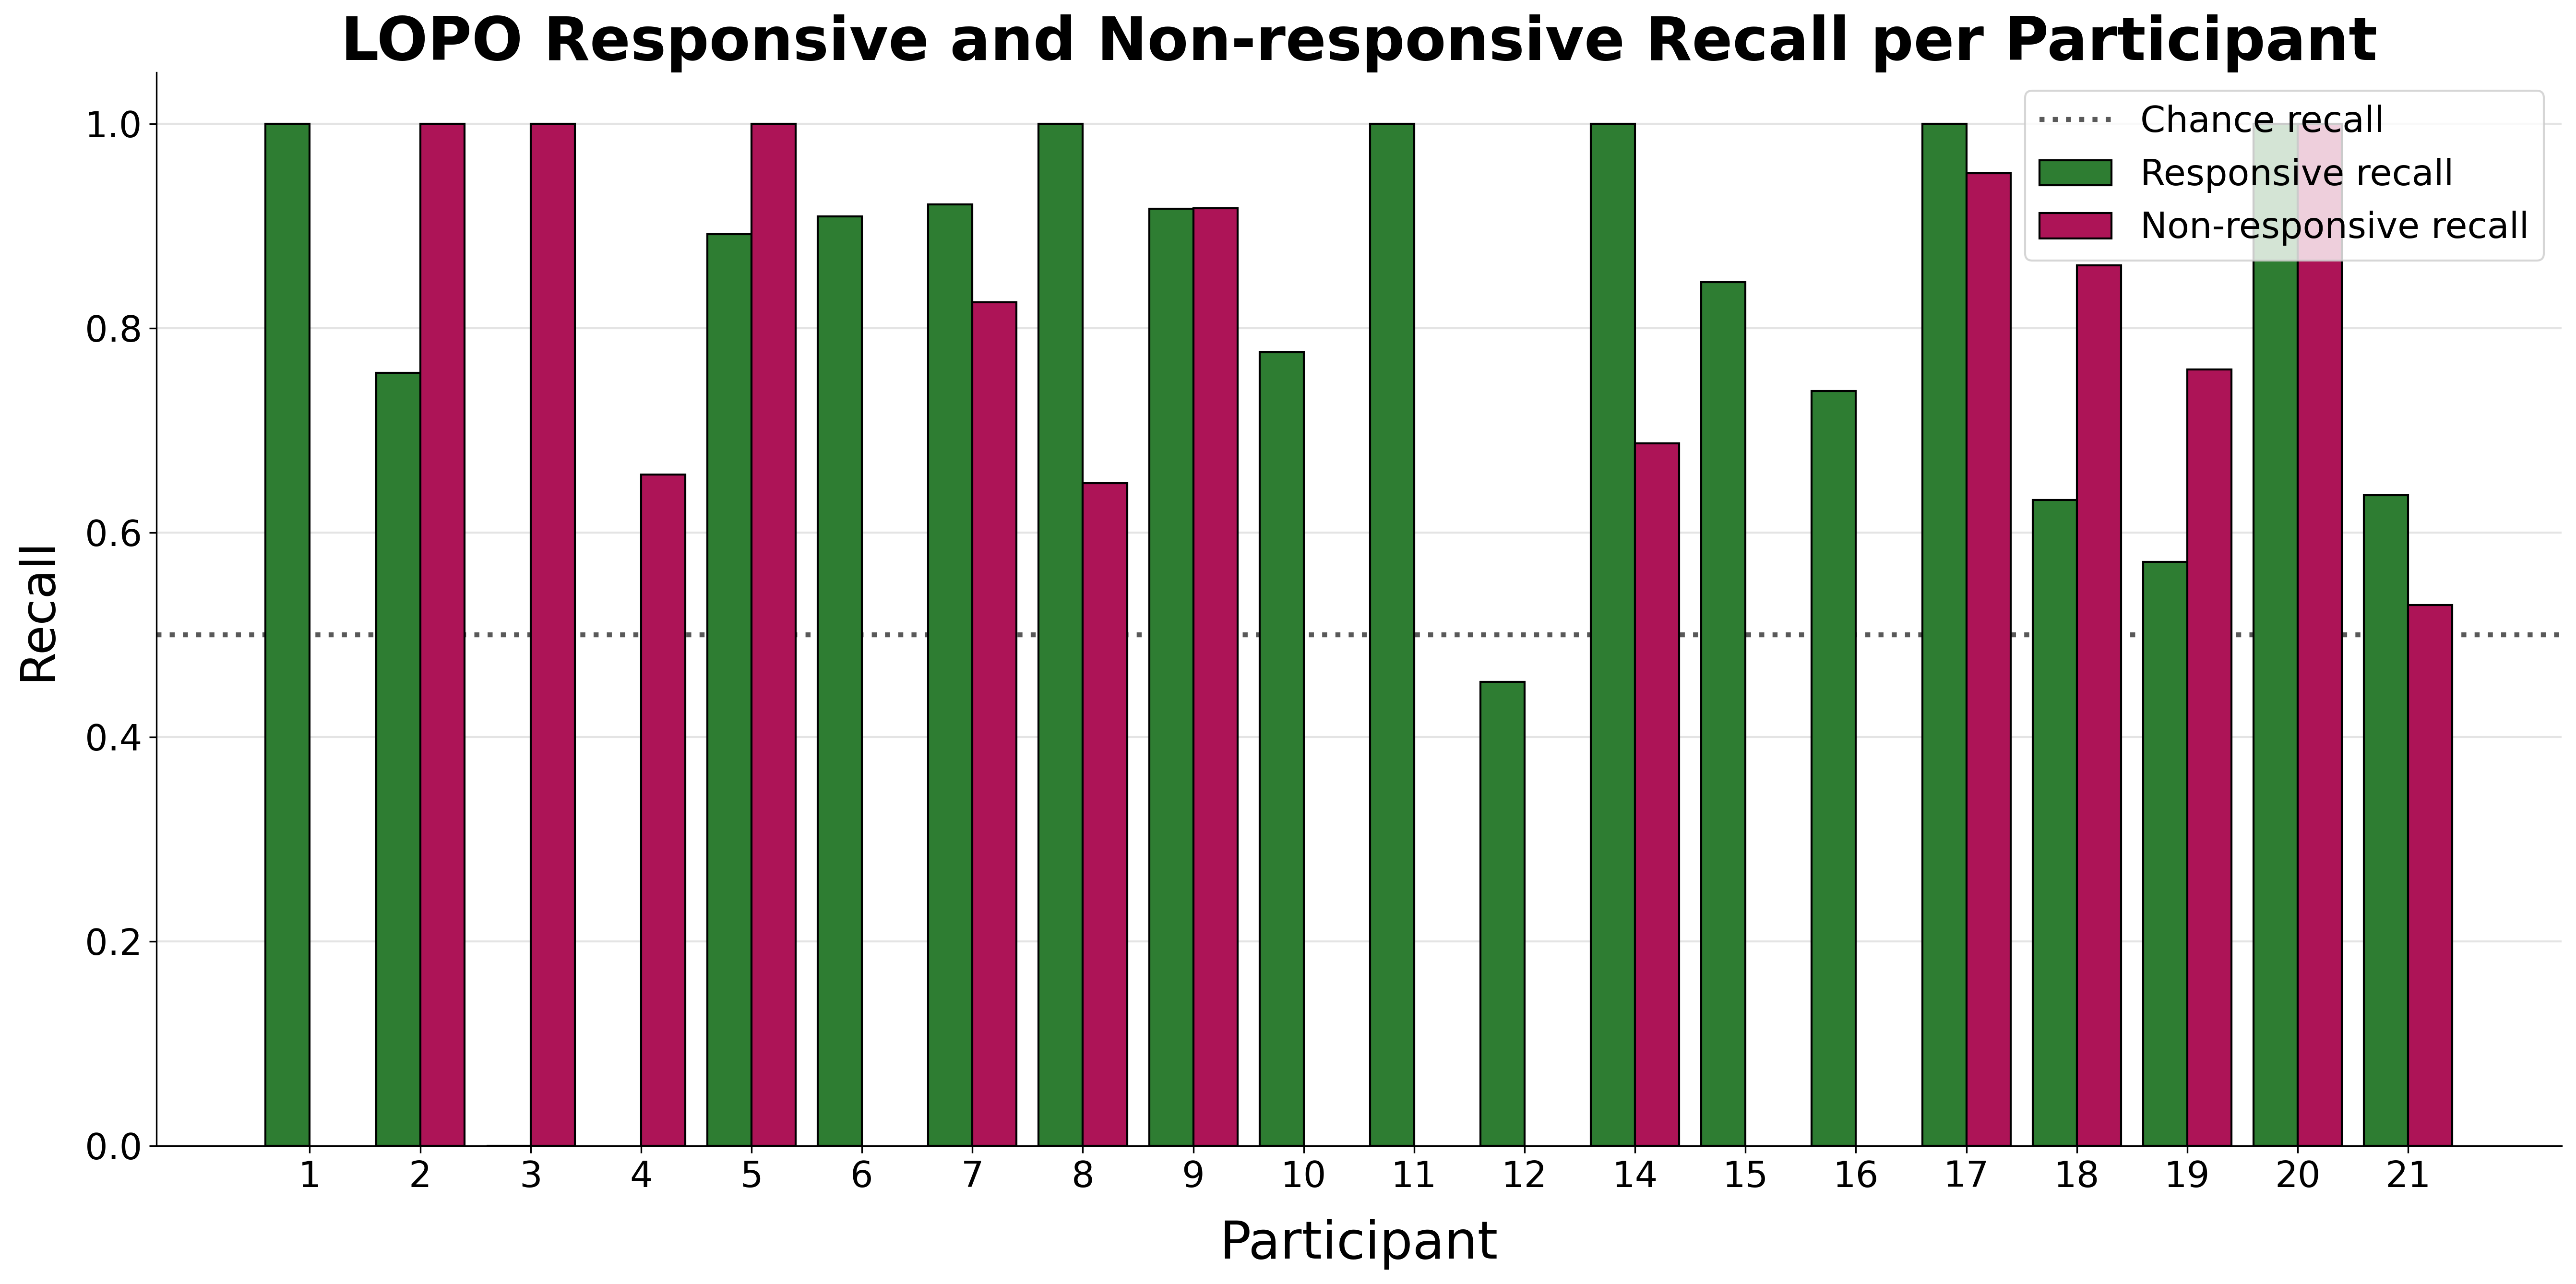 LOPO Responsive and Non-responsive Recall per Participant
Chance recall
Responsive recall
Non-responsive recall
1.0
0.8
0.6
0.4
0.2
0.0
Recall
1 2 3 4 5 6 7 8 9 10 11 12 14 15 16 17 18 19 20 21
Participant